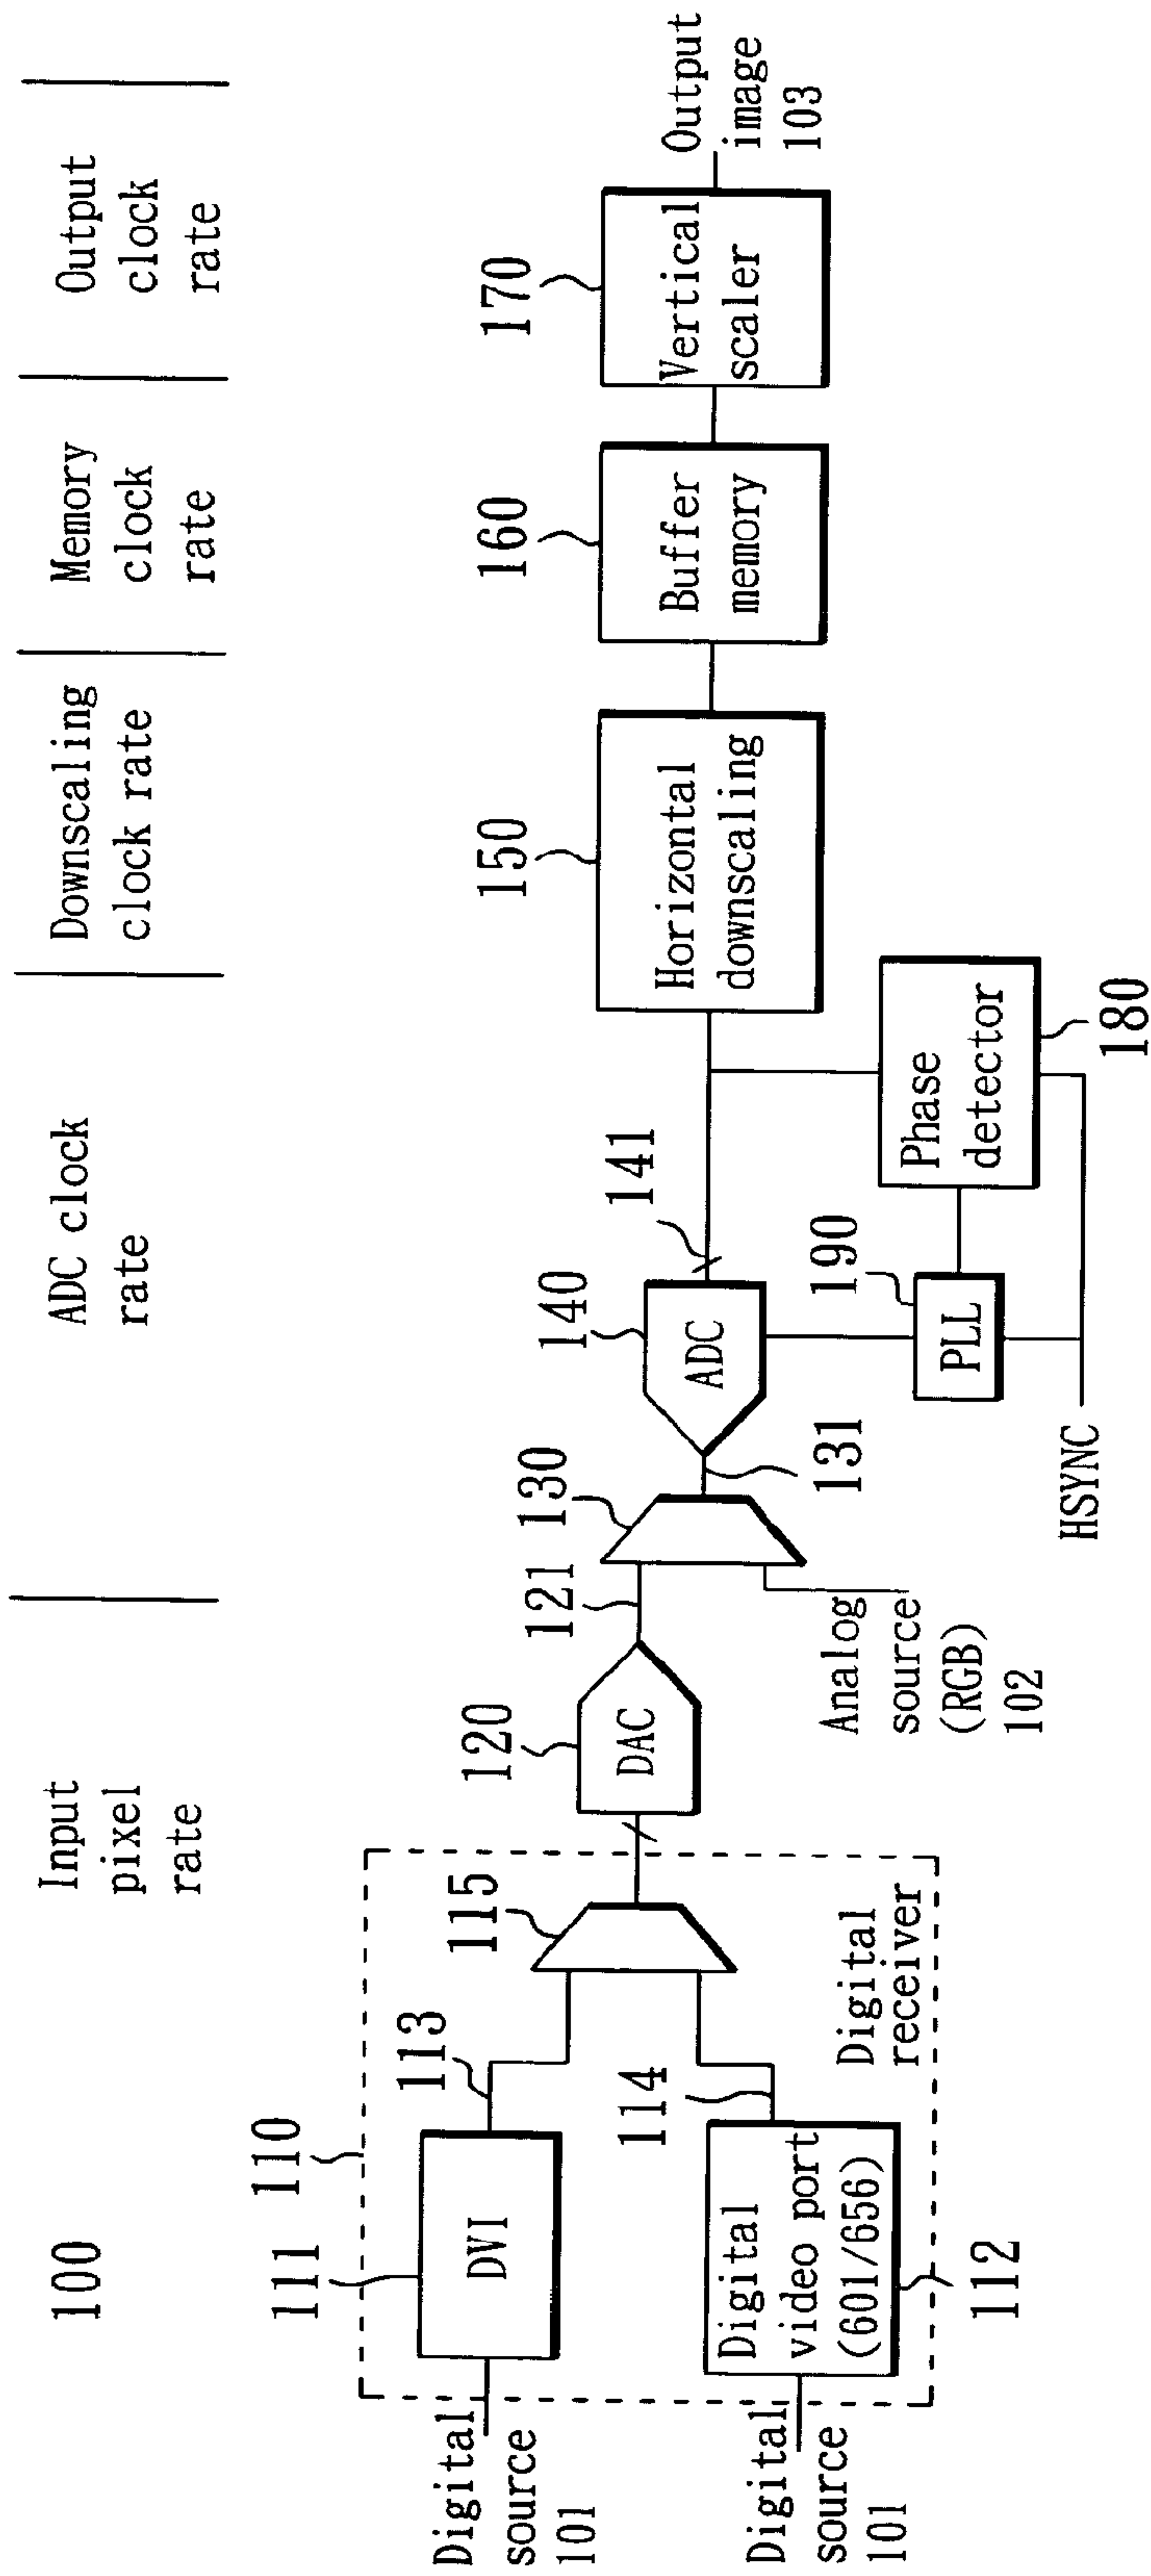 100
Input
pixel
rate
ADC clock
rate
Downscaling
clock rate
Memory
clock
rate
Output
clock
rate
110
111
DVI
113
Digital
source
101
Digital
video port
(601/656)
112
114
Digital
source
101
115
Digital
receiver
120
DAC
121
130
131
Analog
source
(RGB)
102
140
ADC
141
190
PLL
HSYNC
Phase
detector
180
150
Horizontal
downscaling
160
Buffer
memory
170
Vertical
scaler
Output
image
103